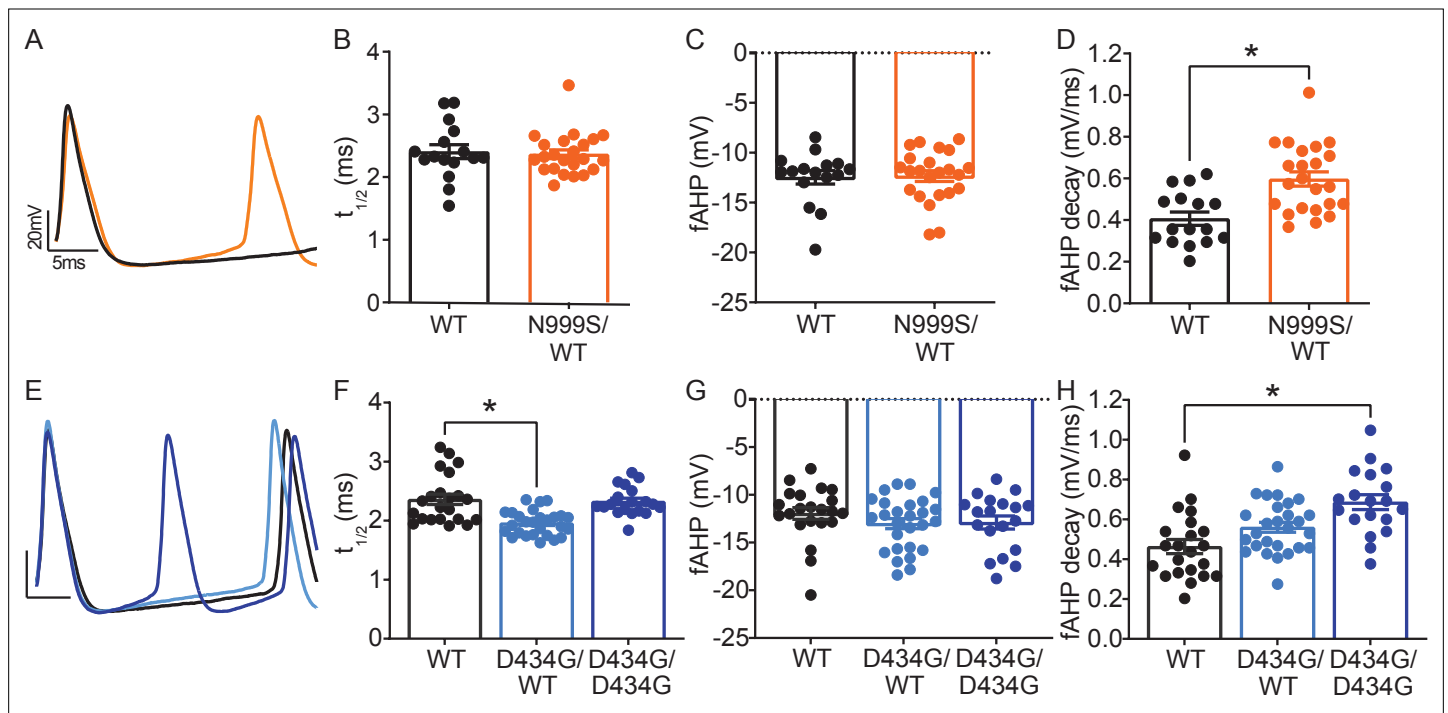 A
20mV
5ms
B
t1/2 (ms)
4
3
2
1
0
WT
N999S/
WT
C
fAHP (mV)
0
-5
-10
-15
-20
-25
WT
N999S/
WT
D
fAHP decay (mV/ms)
1.2
1.0
0.8
0.6
0.4
0.2
0.0
*
WT
N999S/
WT
E
F
t1/2 (ms)
4
3
2
1
0
*
WT
D434G/
WT
D434G/
D434G
G
fAHP (mV)
0
-5
-10
-15
-20
-25
WT
D434G/
WT
D434G/
D434G
H
fAHP decay (mV/ms)
1.2
1.0
0.8
0.6
0.4
0.2
0.0
*
WT
D434G/
WT
D434G/
D434G